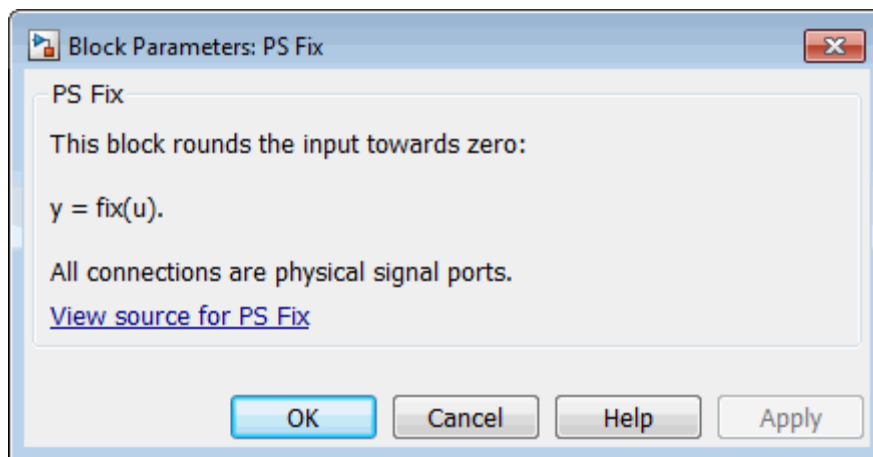 Block Parameters: PS Fix
PS Fix
This block rounds the input towards zero:
y = fix(u).
All connections are physical signal ports.
View source for PS Fix
OK Cancel Help Apply